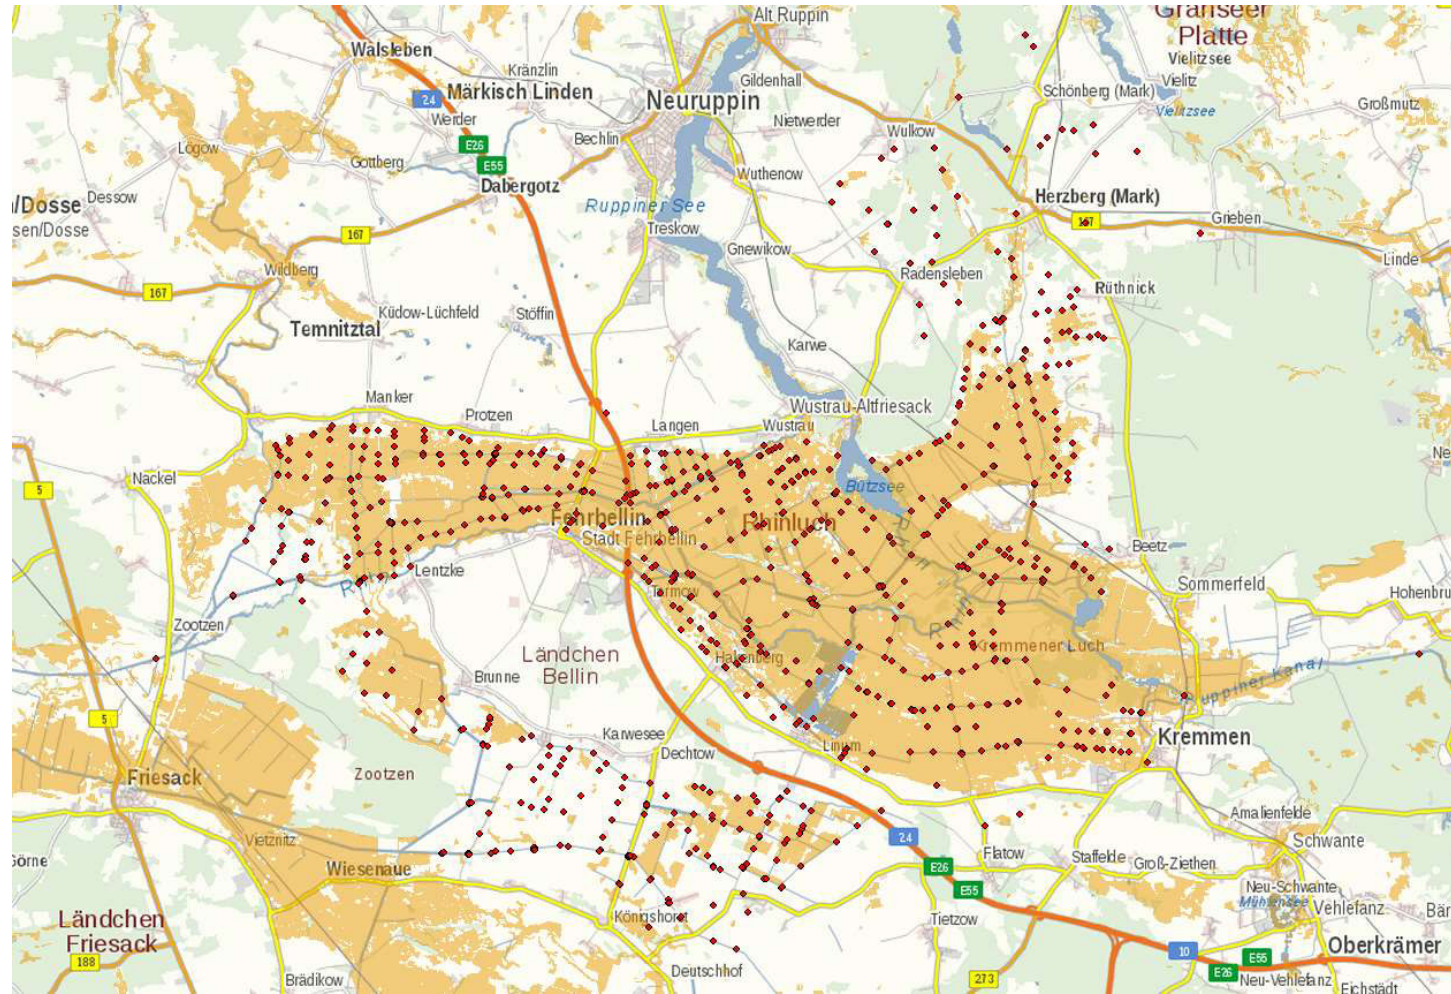 Granseer
Platte
Alt Ruppin
Walsleben
Kränzlin
Gildenhall
Vielitzsee
Vielitz
Märkisch Linden
Neuruppin
Schönberg (Mark)
Großmutz
24
Vielitzsee
Werder
Nietwerder
Wulkow
Bechlin
E26
Logow
Gottberg
E55
Wuthenow
Dabergotz
Dessow
Herzberg (Mark)
/Dosse
Ruppiner See
sen/Dosse
167
167
Grieben
Treskow
Gnewikow
Linde
Wildberg
Radensleben
167
Rüthnick
Küdow-Lüchfeld
Stöffin
Temnitztal
Karwe
Manker
Wustrau-Altfriesack
Protzen
Langen
Wustrau
Nackel
5
Bützsee
Fehrbellin
Rhinluch
Stadt Fehrbellin
Rhin
Beetz
Lentzke
Sommerfeld
Rhin
Tarmow
Hohenbru
Zootzen
Rhin
Kremmener Luch
Ländchen
Bellin
Hakenberg
Brunne
Ruppiner Kanal
5
Karwesee
Kremmen
Dechtow
Linum
Zootzen
Friesack
Amalienfelde
Vietznitz
24
Schwante
Flatow
Staffelde
Groß-Ziethen
Görne
Wiesenaue
E26
E55
Neu-Schwante
Mühlensee
Vehlefanz
Bär
Ländchen
Friesack
Königshorst
Tietzow
Oberkrämer
10
E55
188
E26
Brädikow
Deutschhof
273
Neu-Vehlefanz
Eichstädt